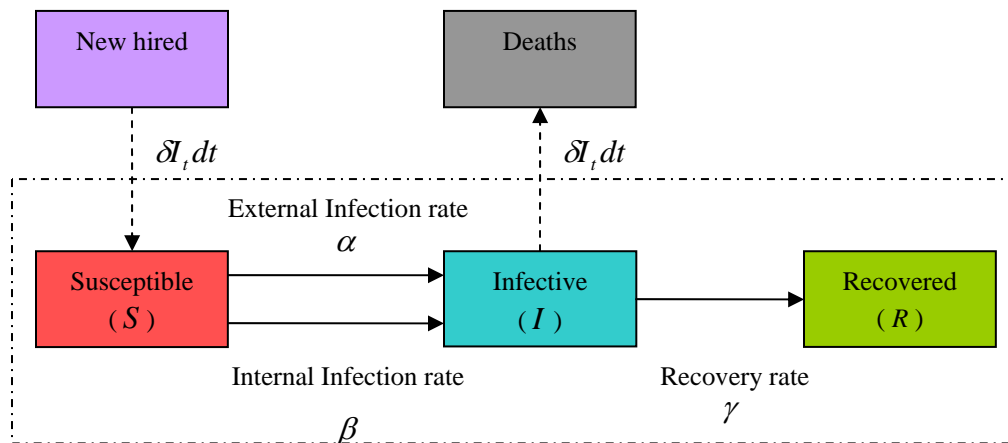 New hired
Deaths
δI_t dt
δI_t dt
External Infection rate
α
Susceptible
( S )
Infective
( I )
Recovered
( R )
Internal Infection rate
β
Recovery rate
γ